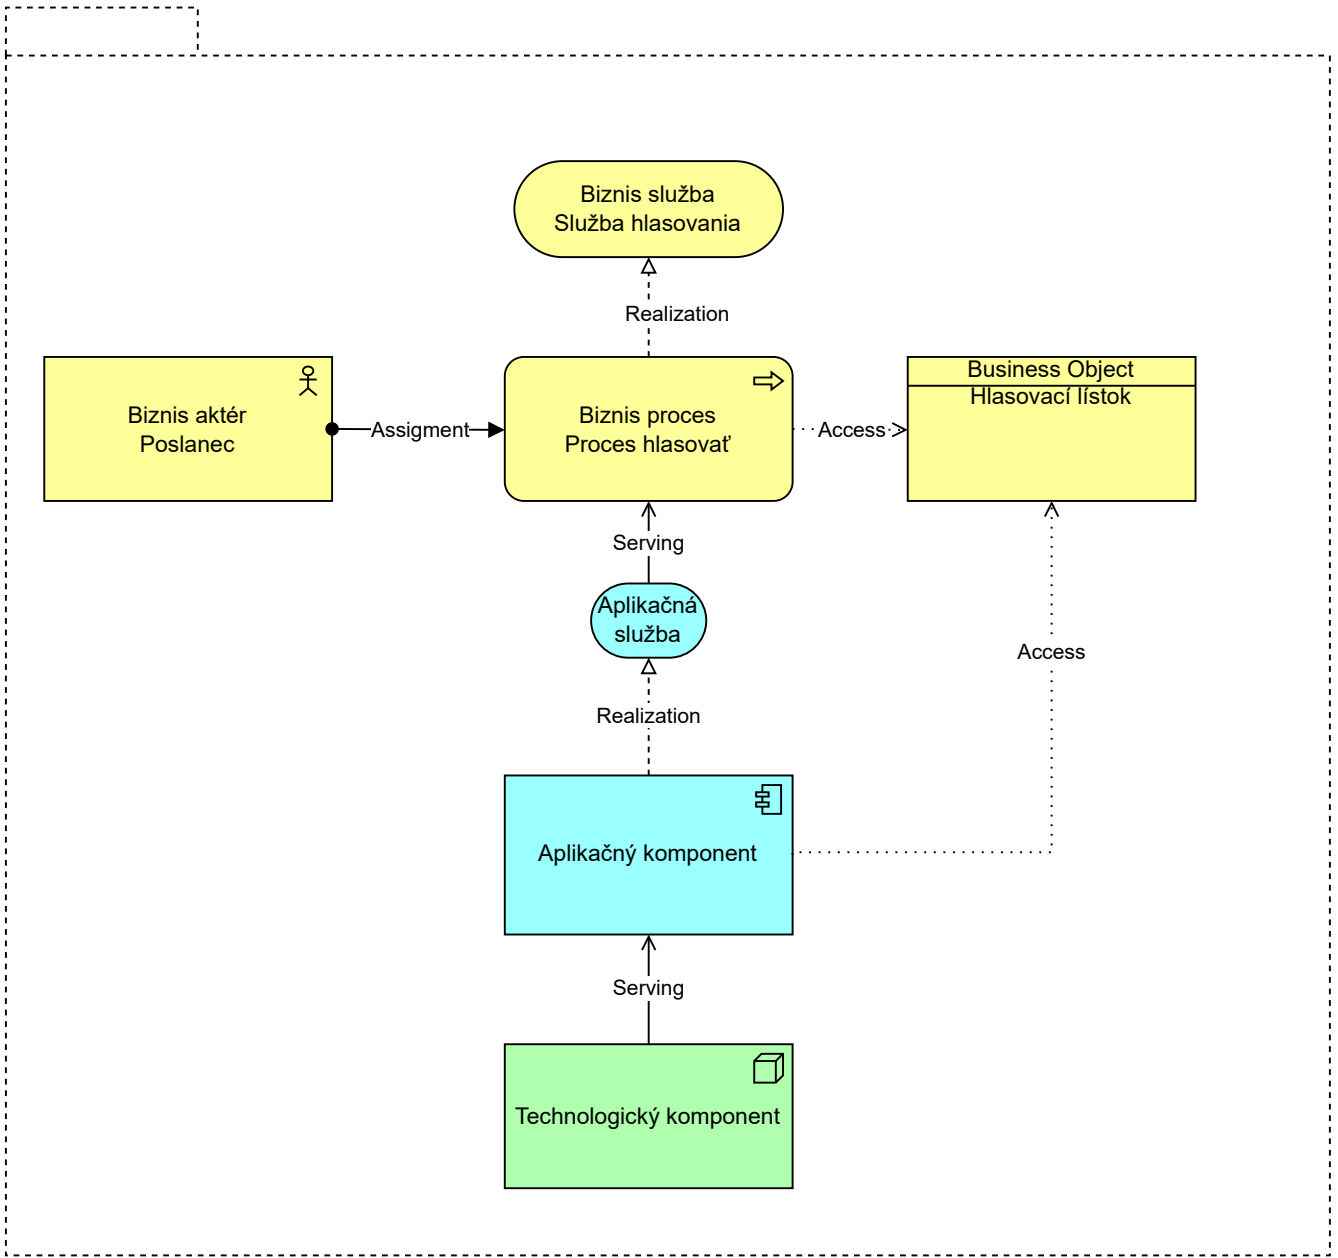 Biznis služba
Služba hlasovania
Realization
Biznis aktér
Poslanec
Assigment
Biznis proces
Proces hlasovať
Access
Business Object
Hlasovací lístok
Serving
Aplikačná
služba
Access
Realization
Aplikačný komponent
Serving
Technologický komponent